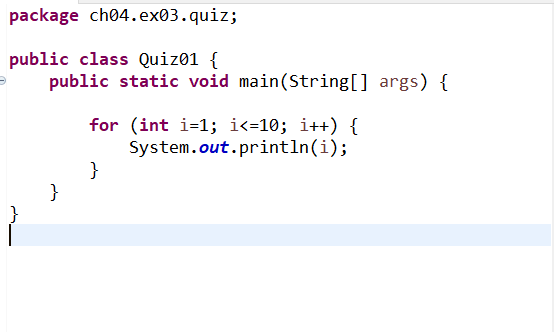 package ch04.ex03.quiz;
public class Quiz01 {
public static void main(String[] args) {
for (int i=1; i<=10; i++) {
System.out.println(i);
}
}
}